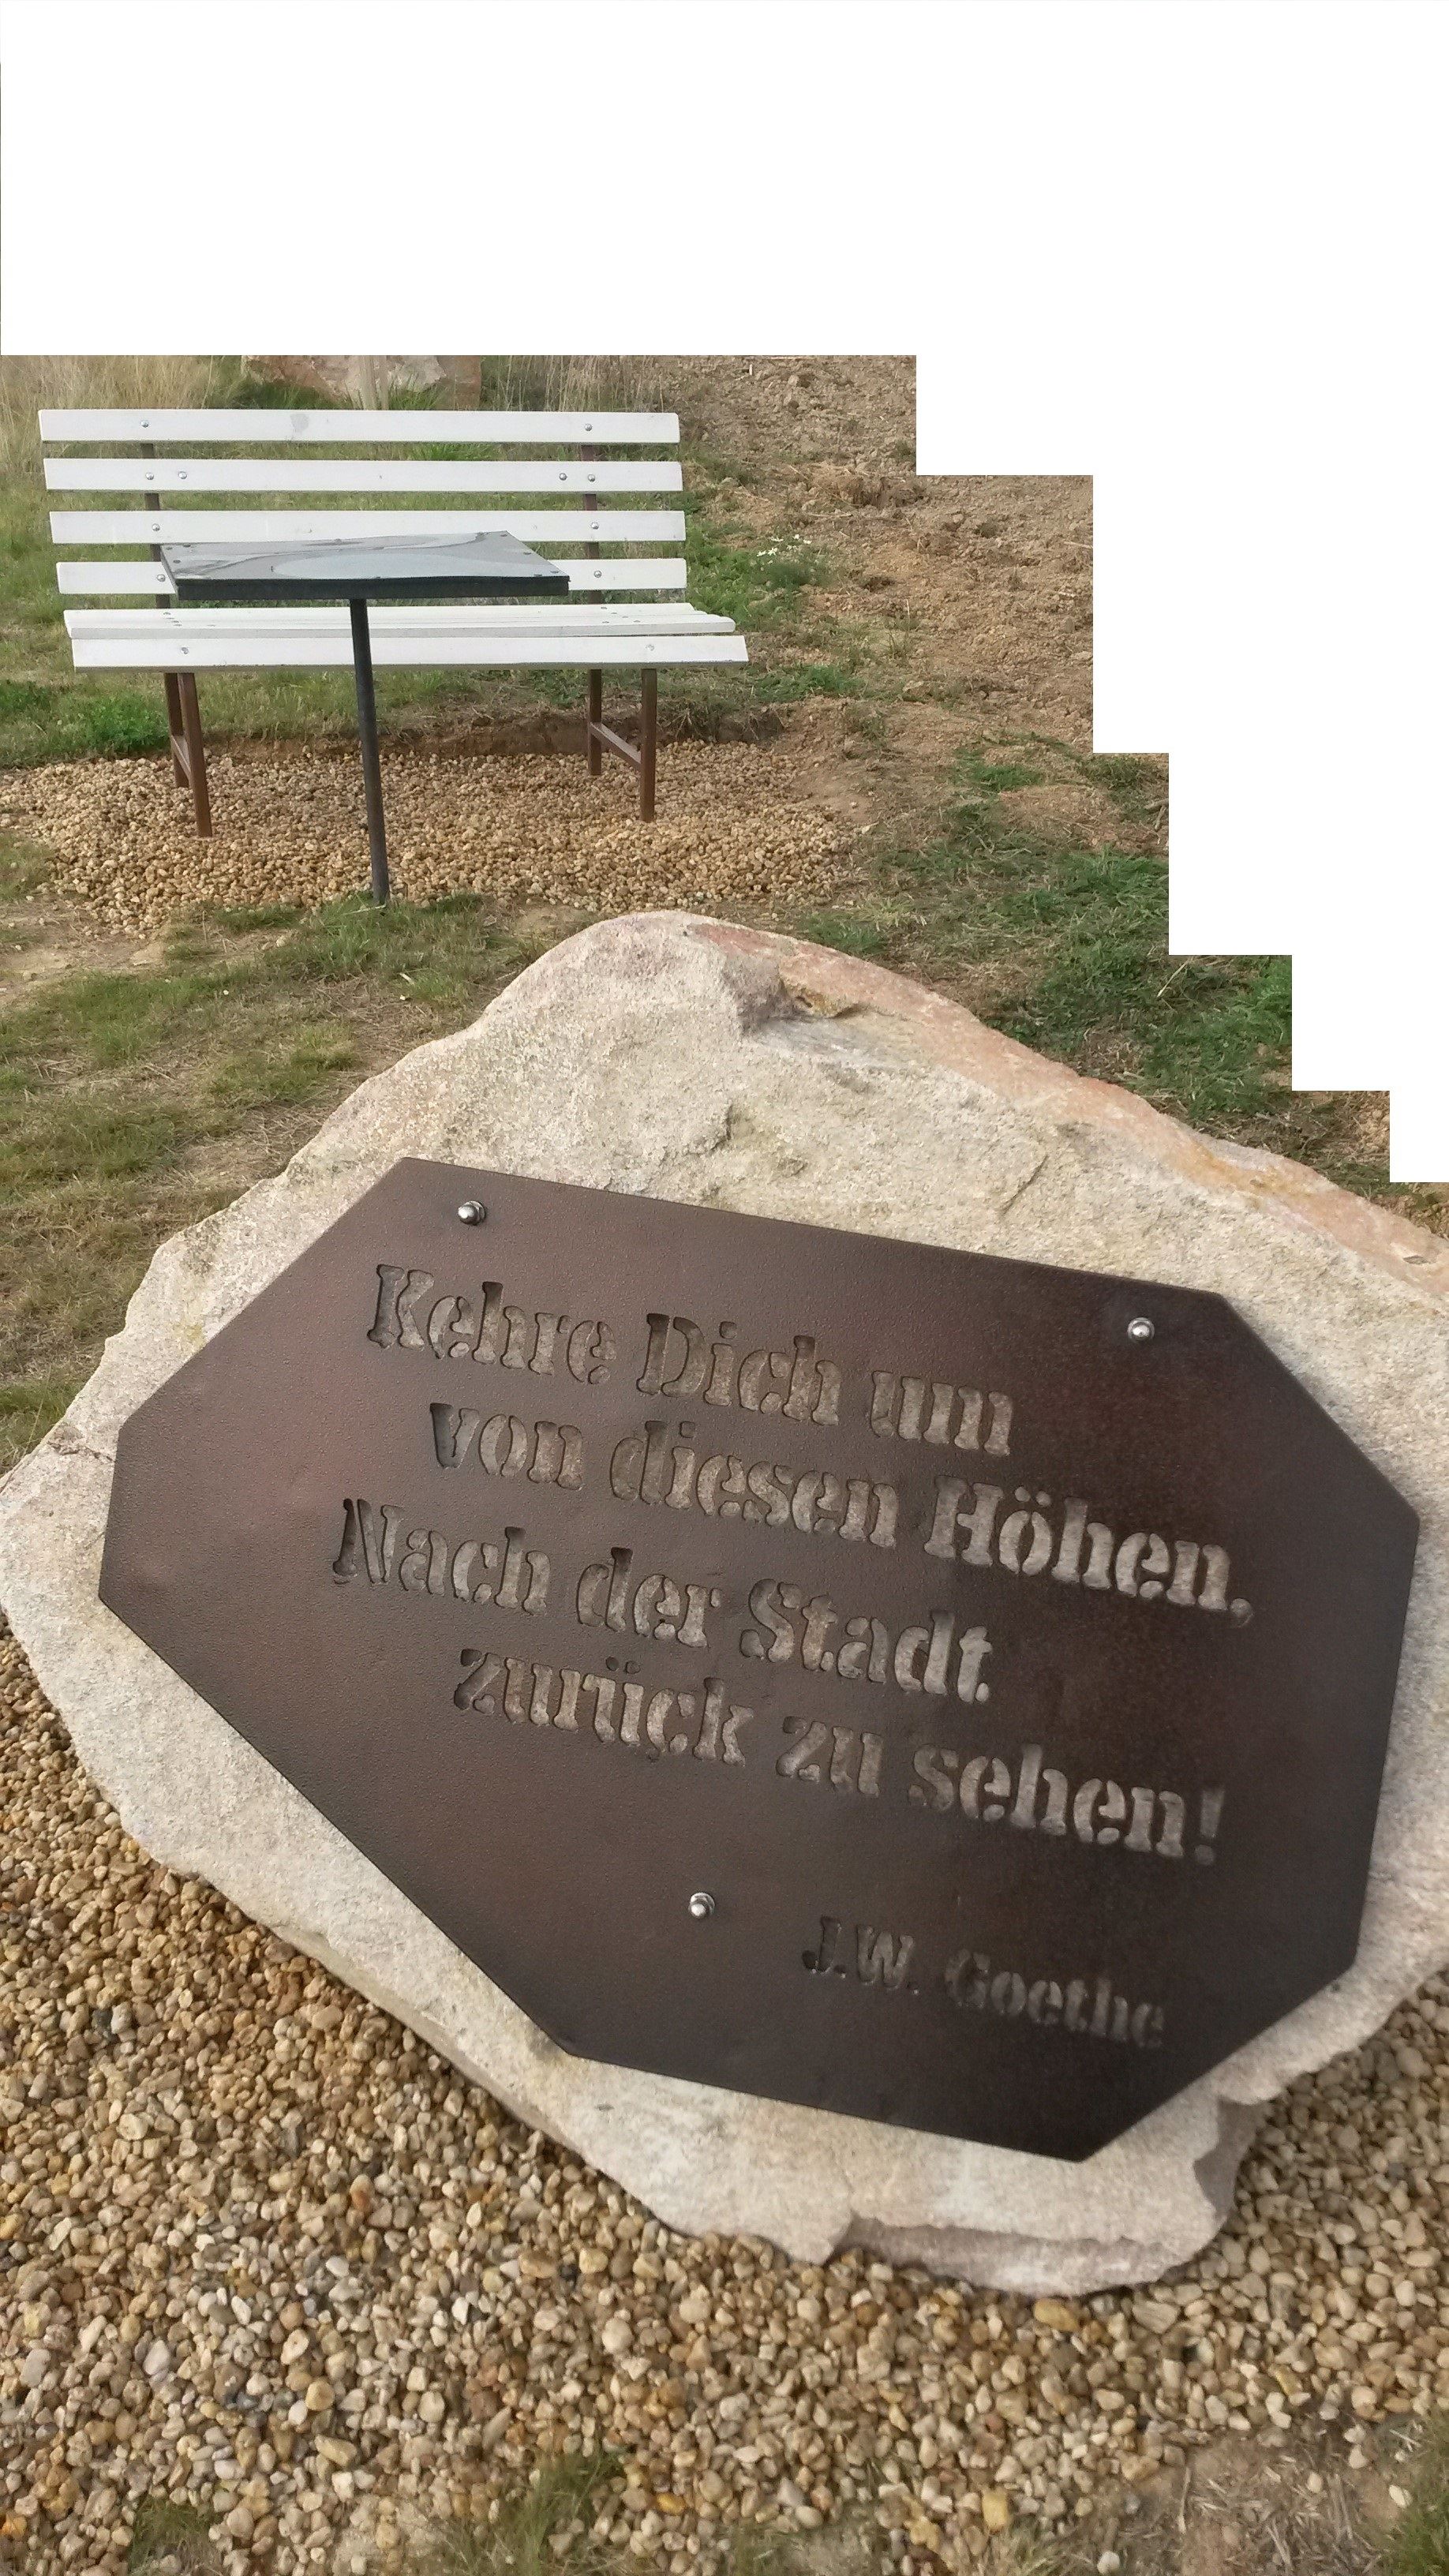 Kehre Dich um
von diesen Höhen,
Nach der Stadt
zurück zu sehen!
J.W. Goethe